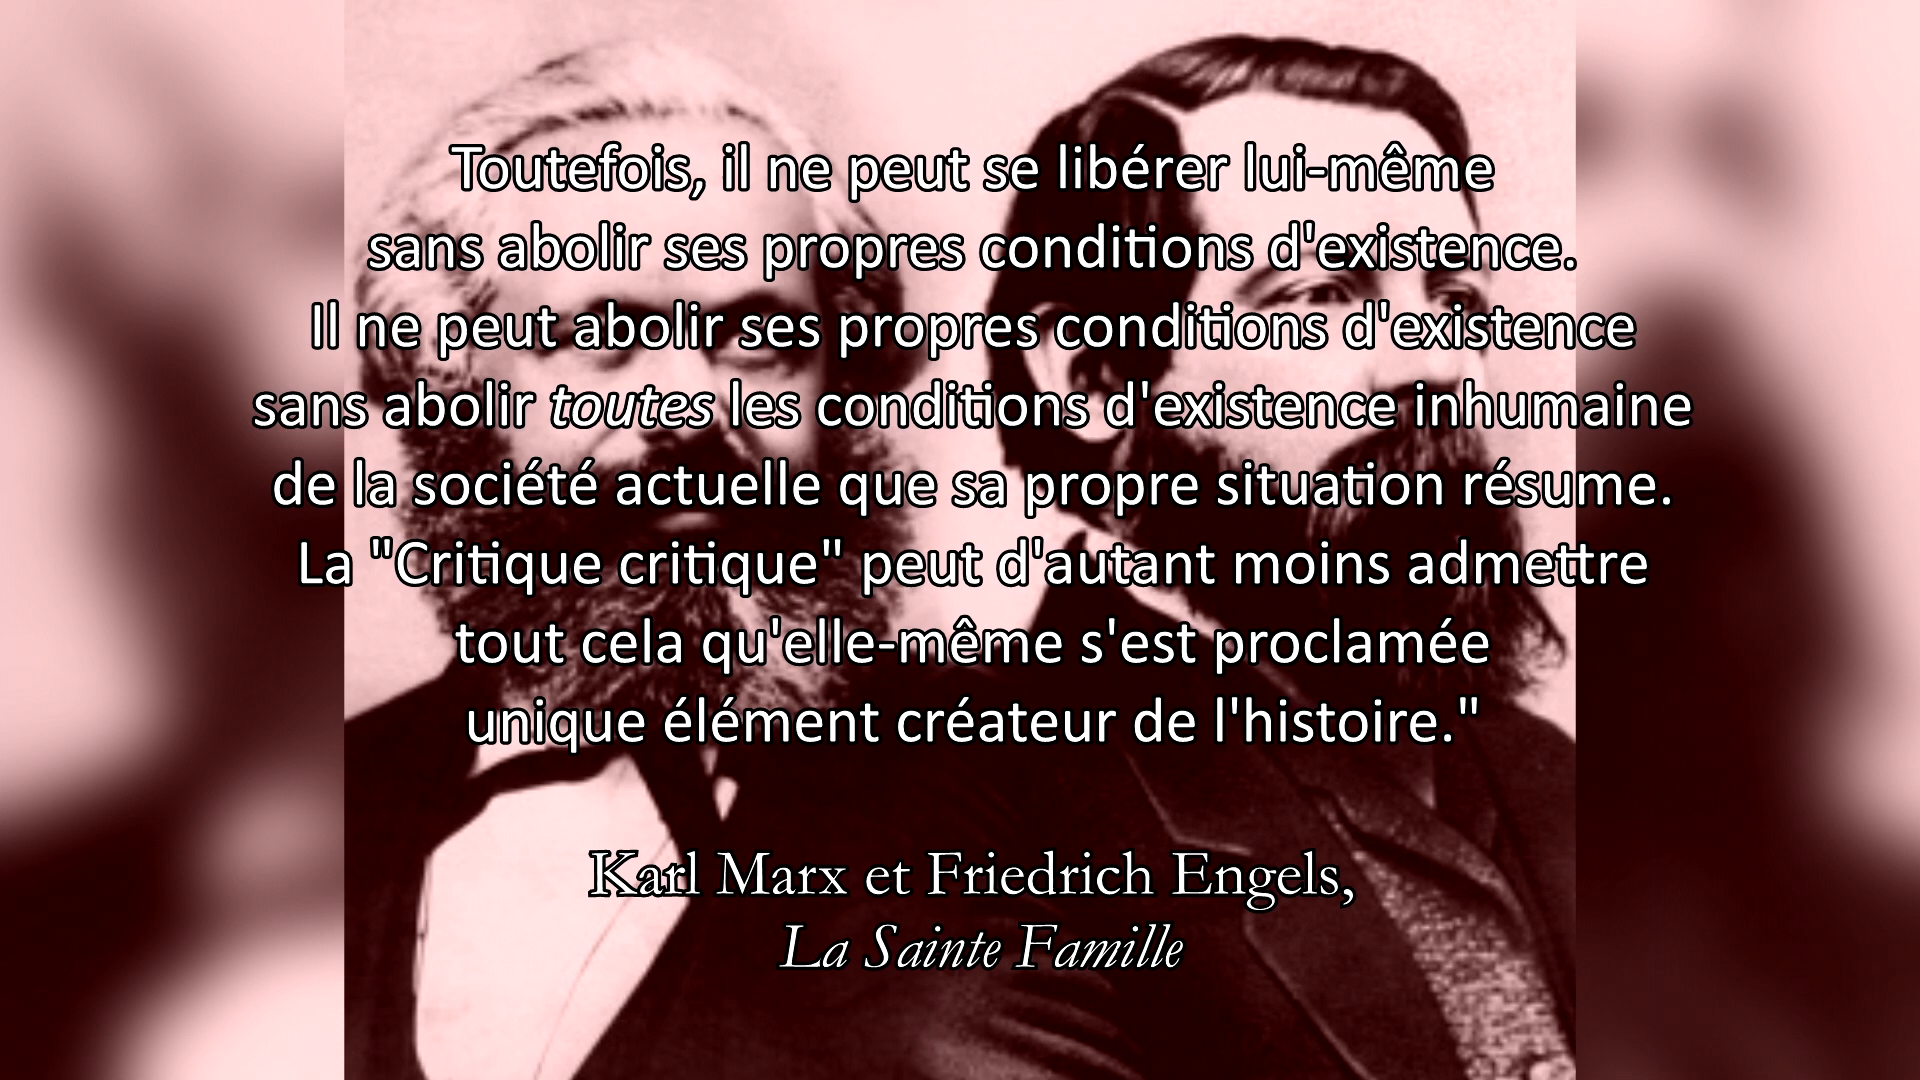 Toutefois, il ne peut se libérer lui-même
sans abolir ses propres conditions d'existence.
Il ne peut abolir ses propres conditions d'existence
sans abolir toutes les conditions d'existence inhumaine
de la société actuelle que sa propre situation résume.
La "Critique critique" peut d'autant moins admettre
tout cela qu'elle-même s'est proclamée
unique élément créateur de l'histoire."
Karl Marx et Friedrich Engels,
La Sainte Famille